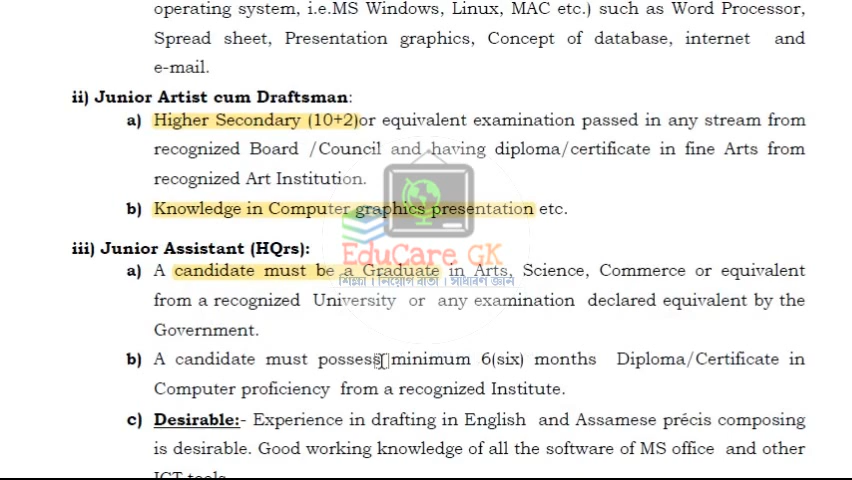 operating system, i.e.MS Windows, Linux, MAC etc.) such as Word Processor,
Spread sheet, Presentation graphics, Concept of database, internet and
e-mail.
ii) Junior Artist cum Draftsman:
a) Higher Secondary (10+2)or equivalent examination passed in any stream from
recognized Board /Council and having diploma/certificate in fine Arts from
recognized Art Institution.
b) Knowledge in Computer graphics presentation etc.
iii) Junior Assistant (HQrs):
EduCare GK
a) A candidate must be a Graduate in Arts, Science, Commerce or equivalent
শিক্ষা । নিয়োগ বাৰ্তা । সাধাৰণ জ্ঞান
from a recognized University or any examination declared equivalent by the
Government.
b) A candidate must possess minimum 6(six) months Diploma/Certificate in
Computer proficiency from a recognized Institute.
c) Desirable:- Experience in drafting in English and Assamese précis composing
is desirable. Good working knowledge of all the software of MS office and other
ICT tools.